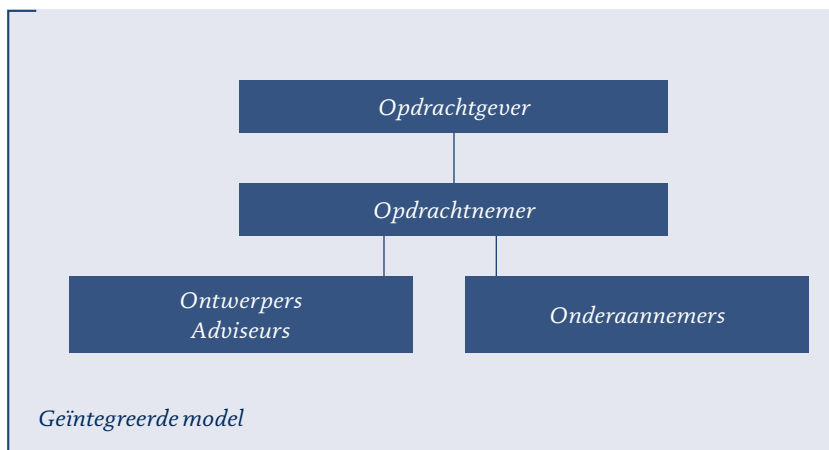 Opdrachtgever
Opdrachtnemer
Ontwerpers
Adviseurs
Onderaannemers
Geïntegreerde model